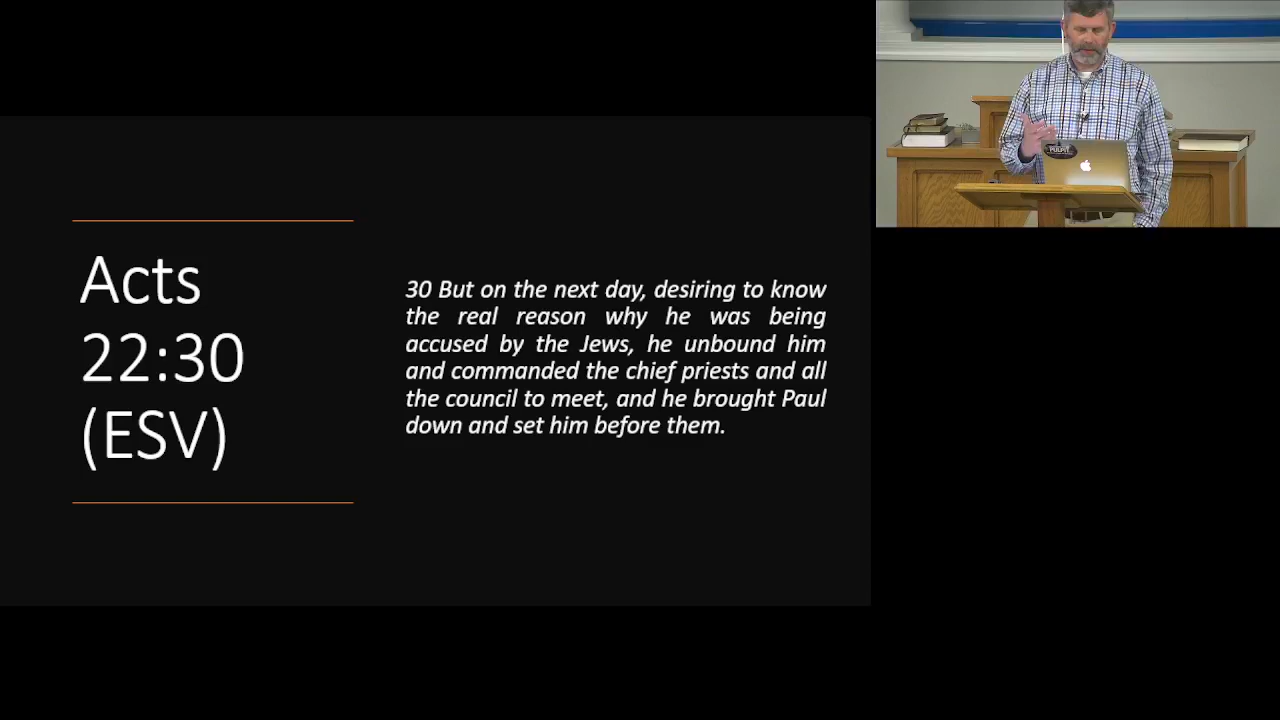 Acts
22:30
(ESV)
30 But on the next day, desiring to know
the real reason why he was being
accused by the Jews, he unbound him
and commanded the chief priests and all
the council to meet, and he brought Paul
down and set him before them.